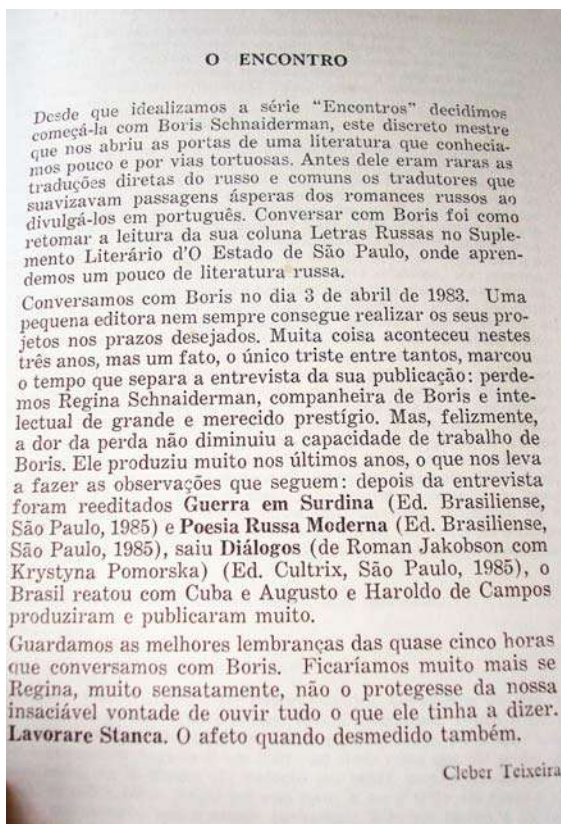 O ENCONTRO
Desde que idealizamos a série "Encontros" decidimos
começá-la com Boris Schnaiderman, este discreto mestre
que nos abriu as portas de uma literatura que conhecía-
mos pouco e por vias tortuosas. Antes dele eram raras as
traduções diretas do russo e comuns os tradutores que
suavizavam passagens ásperas dos romances russos ao
divulgá-los em português. Conversar com Boris foi como
retomar a leitura da sua coluna Letras Russas no Suple-
mento Literário d'O Estado de São Paulo, onde apren-
demos um pouco de literatura russa.
Conversamos com Boris no dia 3 de abril de 1983. Uma
pequena editora nem sempre consegue realizar os seus pro-
jetos nos prazos desejados. Muita coisa aconteceu nestes
três anos, mas um fato, o único triste entre tantos, marcou
o tempo que separa a entrevista da sua publicação: perde-
mos Regina Schnaiderman, companheira de Boris e inte-
lectual de grande e merecido prestígio. Mas, felizmente,
a dor da perda não diminuiu a capacidade de trabalho de
Boris. Ele produziu muito nos últimos anos, o que nos leva
a fazer as observações que seguem: depois da entrevista
foram reeditados Guerra em Surdina (Ed. Brasiliense,
São Paulo, 1985) e Poesia Russa Moderna (Ed. Brasiliense,
São Paulo, 1985), saiu Diálogos (de Roman Jakobson com
Krystyna Pomorska) (Ed. Cultrix, São Paulo, 1985), o
Brasil reatou com Cuba e Augusto e Haroldo de Campos
produziram e publicaram muito.
Guardamos as melhores lembranças das quase cinco horas
que conversamos com Boris. Ficaríamos muito mais se
Regina, muito sensatamente, não o protegesse da nossa
insaciável vontade de ouvir tudo o que ele tinha a dizer.
Lavorare Stanca. O afeto quando desmedido também.
Cleber Teixeira